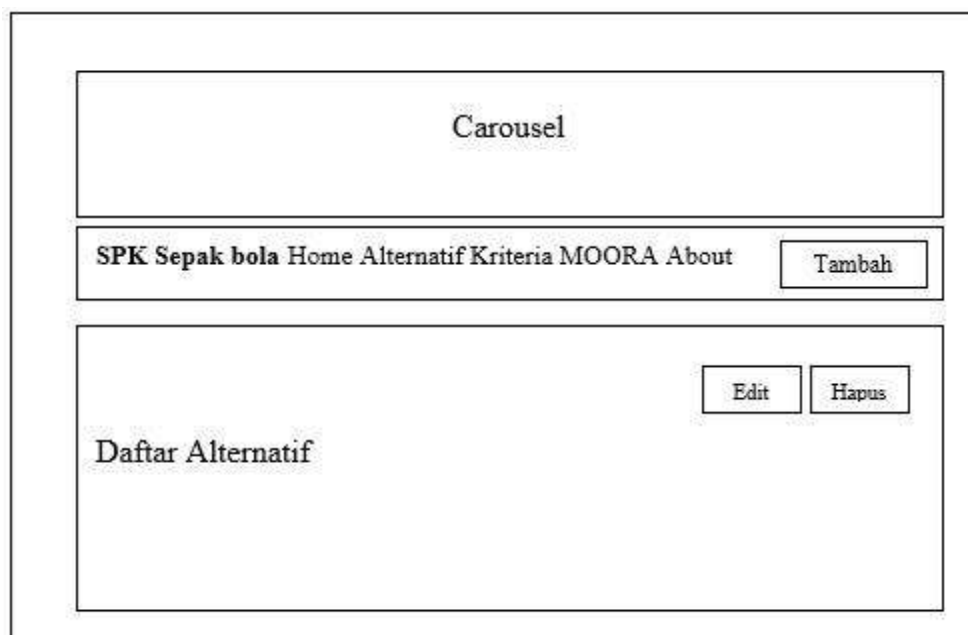 Carousel
SPK Sepak bola Home Alternatif Kriteria MOORA About
Tambah
Edit
Hapus
Daftar Alternatif